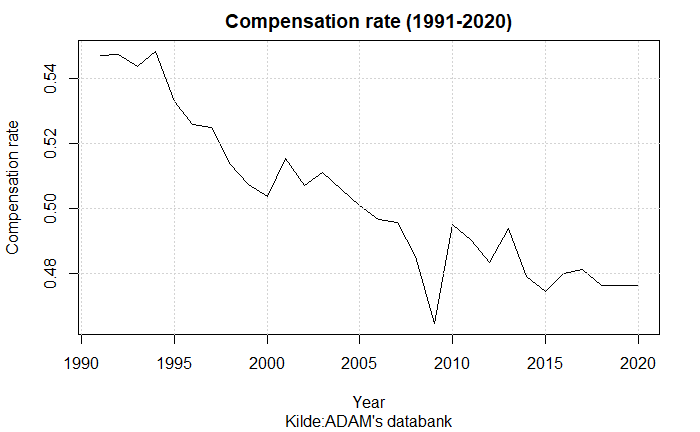 Compensation rate (1991-2020)
Compensation rate
0.54
0.52
0.50
0.48
1990 1995 2000 2005 2010 2015 2020
Year
Kilde:ADAM's databank